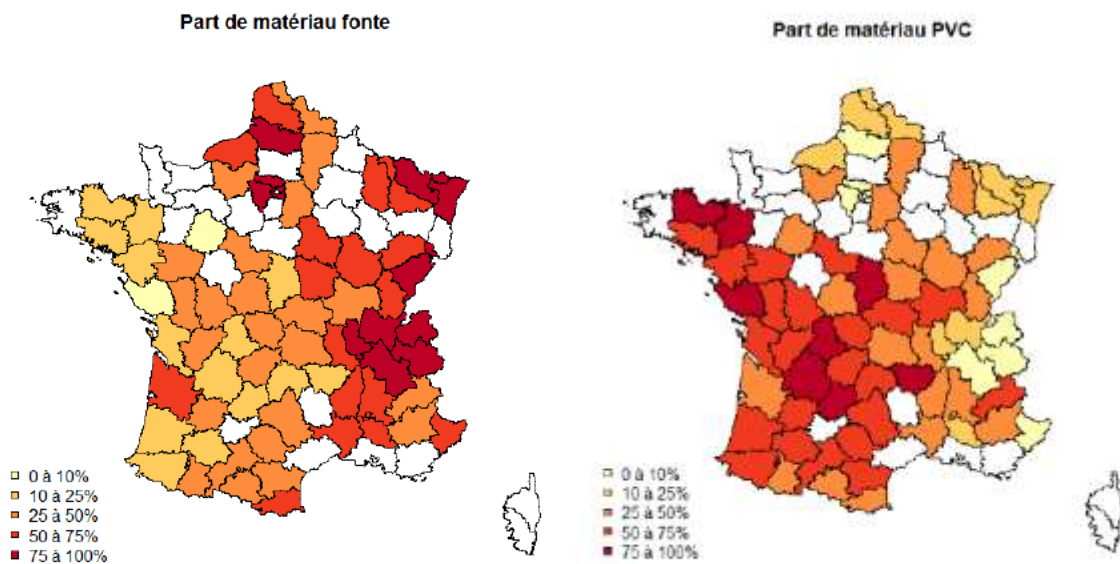 Part de matériau fonte
Part de matériau PVC
0 à 10%
10 à 25%
25 à 50%
50 à 75%
75 à 100%
0 à 10%
10 à 25%
25 à 50%
50 à 75%
75 à 100%